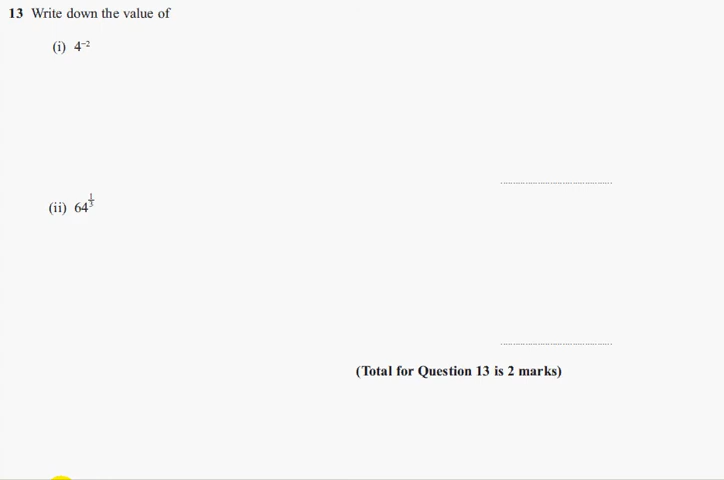 13 Write down the value of
(i) 4⁻²
(ii) 64^(1/3)
(Total for Question 13 is 2 marks)